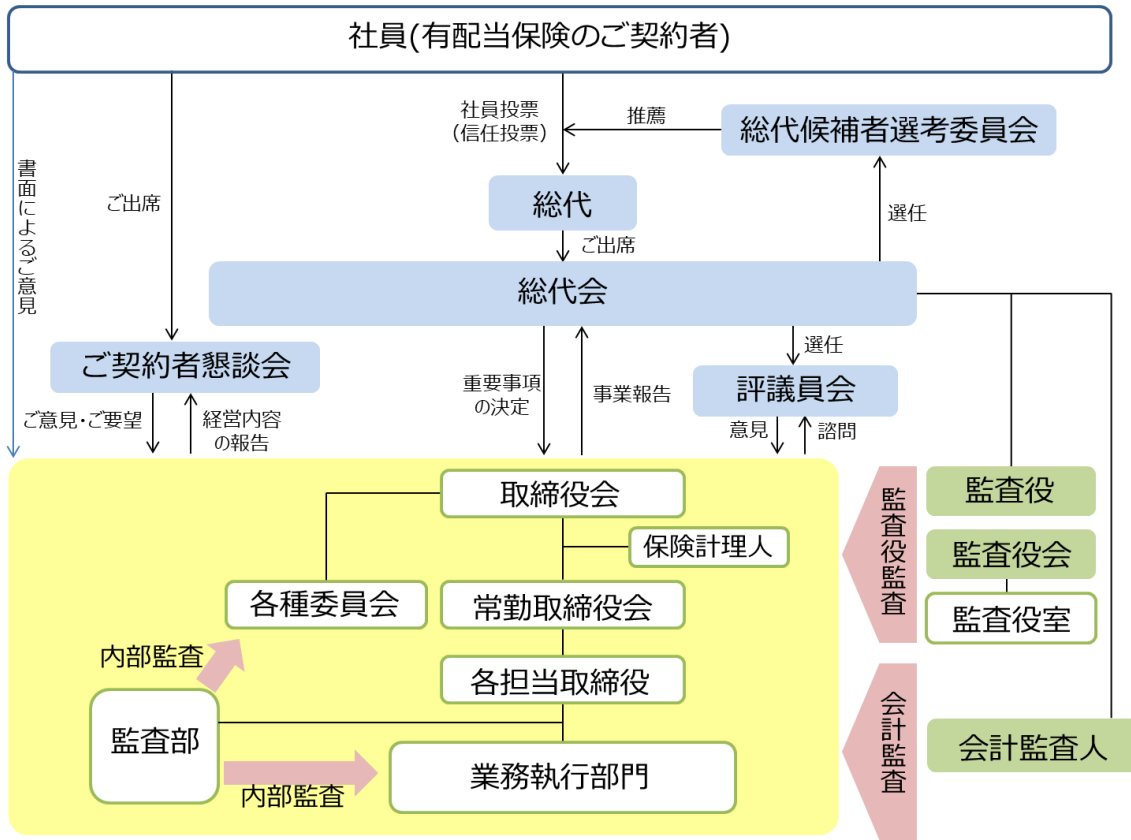 社員(有配当保険のご契約者)
社員投票
(信任投票)
推薦
総代候補者選考委員会
書面によるご意見
ご出席
総代
選任
ご出席
総代会
ご契約者懇談会
重要事項
の決定
事業報告
選任
評議員会
ご意見・ご要望
経営内容
の報告
意見
諮問
取締役会
監査役監査
監査役
保険計理人
監査役会
各種委員会
常勤取締役会
監査役室
内部監査
各担当取締役
監査部
会計監査
会計監査人
業務執行部門
内部監査